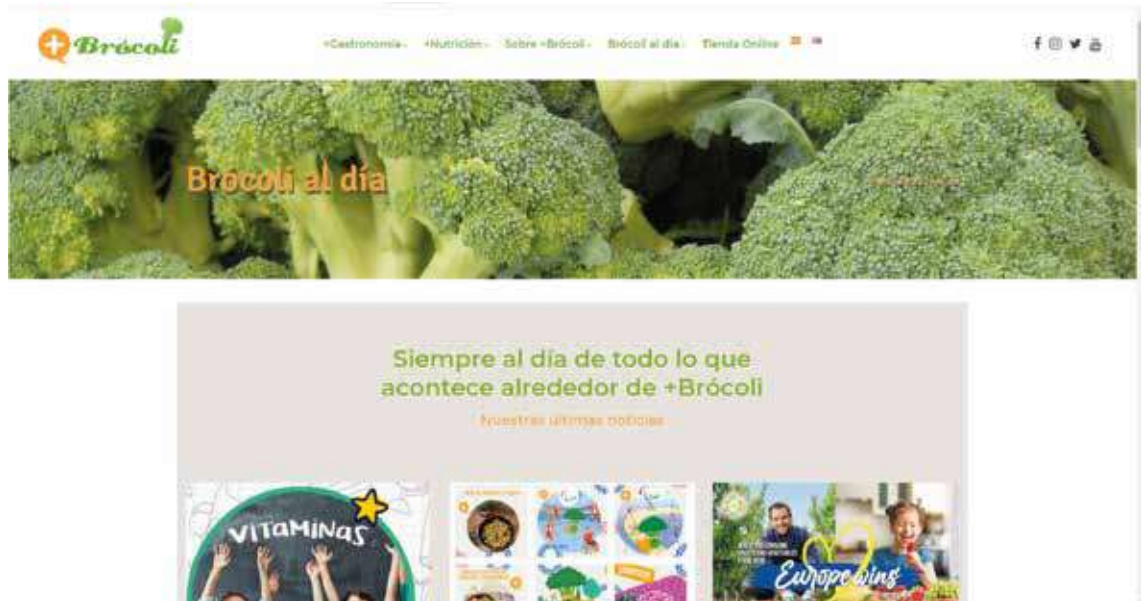 +Brócoli
+Gastronomía
+Nutrición
Sobre +Brócoli
Brócoli al día
Tienda Online
Brócoli al día
Siempre al día de todo lo que
acontece alrededor de +Brócoli
Nuestras últimas noticias
VITAMINAS
Europe wins